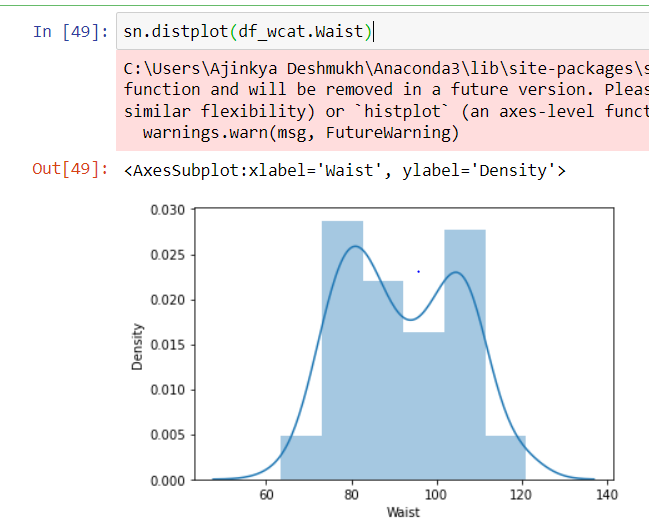 In [49]: sn.distplot(df_wcat.Waist)
C:\Users\Ajinkya Deshmukh\Anaconda3\lib\site-packages\s
function and will be removed in a future version. Pleas
similar flexibility) or `histplot` (an axes-level funct
warnings.warn(msg, FutureWarning)
Out[49]: <AxesSubplot:xlabel='Waist', ylabel='Density'>
0.030
0.025
0.020
0.015
0.010
0.005
0.000
Density
60 80 100 120 140
Waist